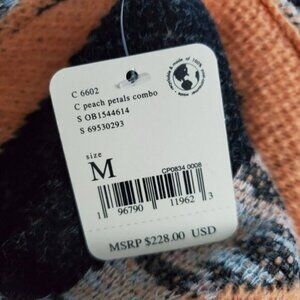 C 6602
C peach petals combo
S OB1544614
S 69530293
size
M
CP0834 0008
1 96790 11962 3
MSRP $228.00 USD